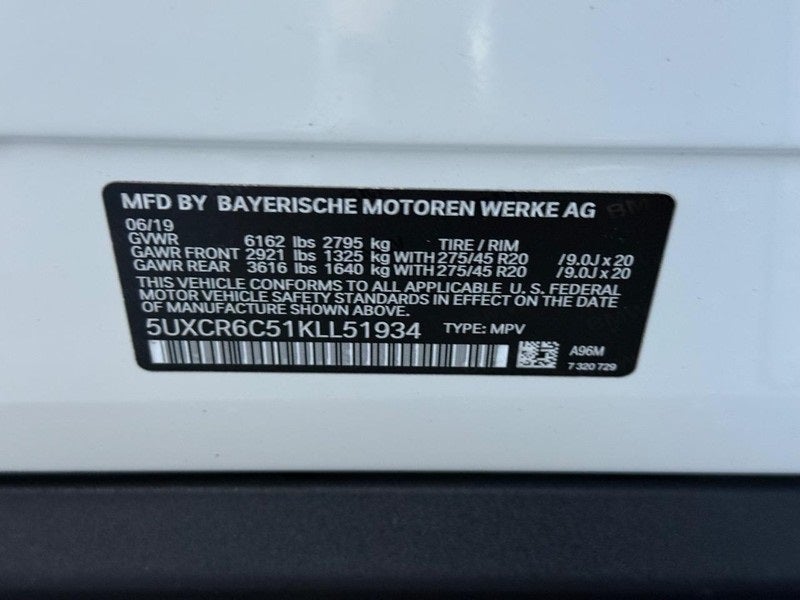 MFD BY BAYERISCHE MOTOREN WERKE AG
06/19
GVWR 6162 lbs 2795 kg TIRE / RIM
GAWR FRONT 2921 lbs 1325 kg WITH 275/45 R20 /9.0J x 20
GAWR REAR 3616 lbs 1640 kg WITH 275/45 R20 /9.0J x 20
THIS VEHICLE CONFORMS TO ALL APPLICABLE U. S. FEDERAL
MOTOR VEHICLE SAFETY STANDARDS IN EFFECT ON THE DATE
OF MANUFACTURE SHOWN ABOVE.
5UXCR6C51KLL51934 TYPE: MPV
A96M
7 320 729